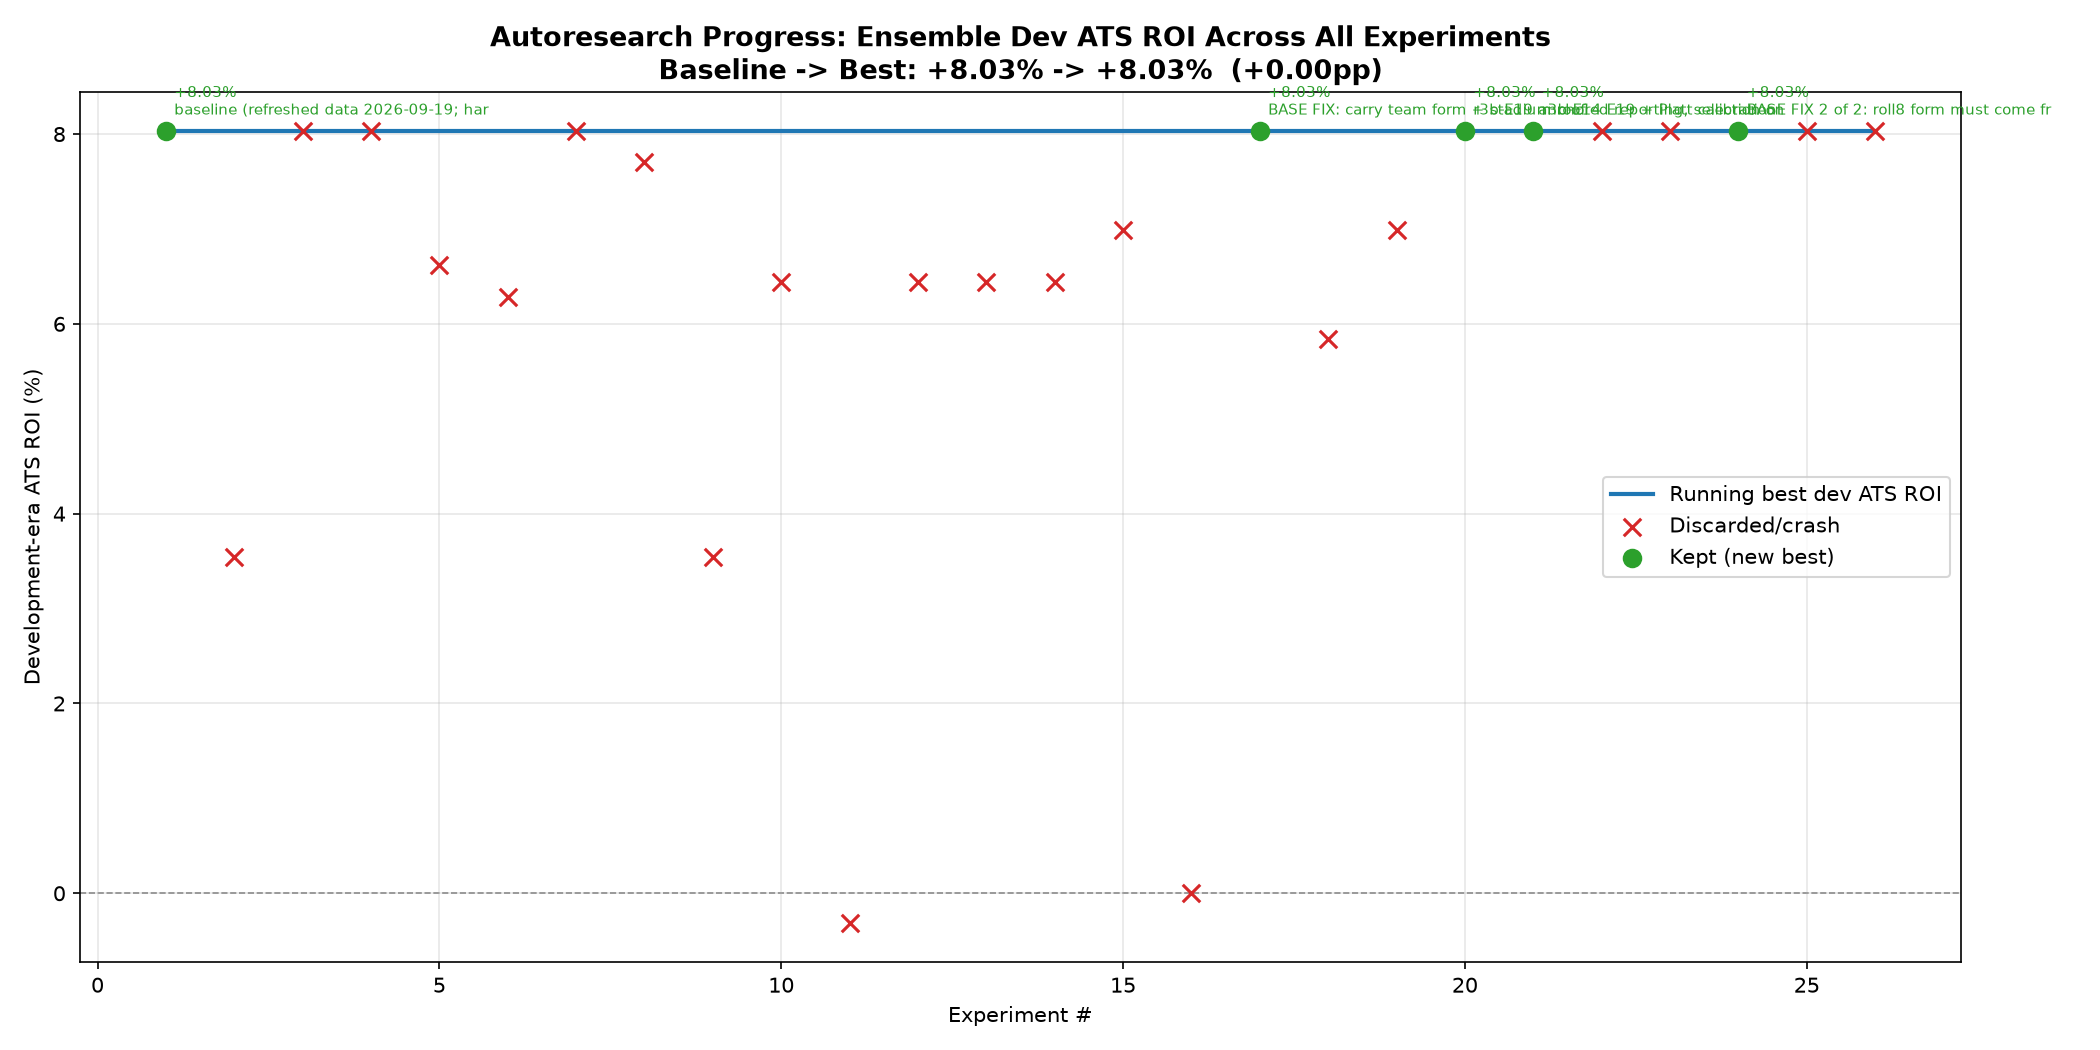 Autoresearch Progress: Ensemble Dev ATS ROI Across All Experiments
Baseline -> Best: +8.03% -> +8.03%  (+0.00pp)
+8.03%
baseline (refreshed data 2026-09-19; har
+8.03%
BASE FIX: carry team form
+8.03%
+8.03%
+8.03%
BASE FIX 2 of 2: roll8 form must come fr
8
6
4
2
0
Development-era ATS ROI (%)
Running best dev ATS ROI
Discarded/crash
Kept (new best)
0
5
10
15
20
25
Experiment #